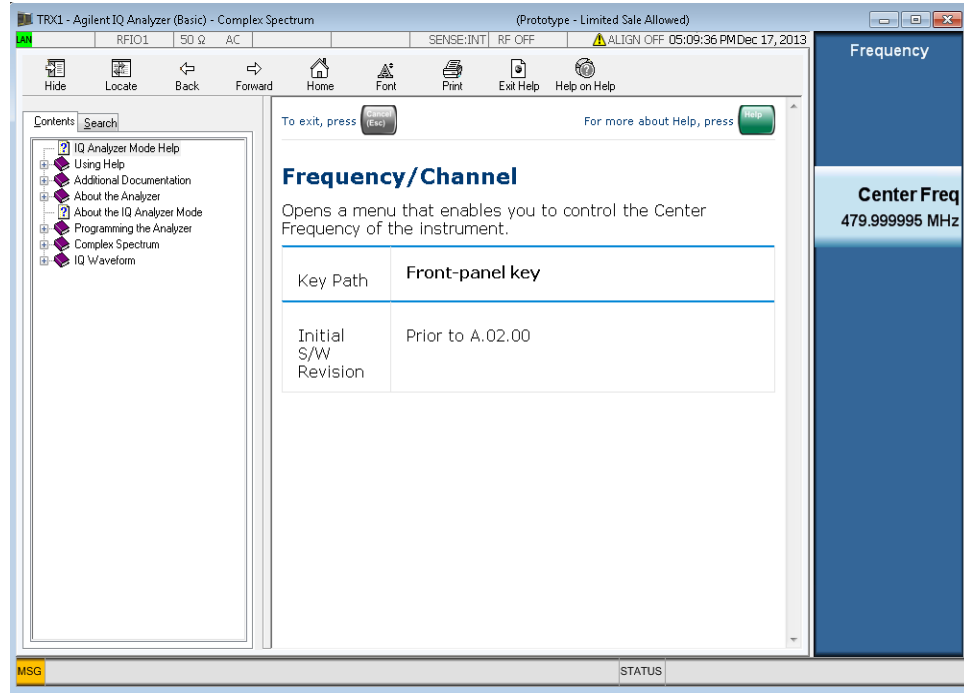 TRX1 - Agilent IQ Analyzer (Basic) - Complex Spectrum (Prototype - Limited Sale Allowed)
LAN RFIO1 50 Ω AC SENSE:INT RF OFF ALIGN OFF 05:09:36 PM Dec 17, 2013
Frequency
Hide Locate Back Forward Home Font Print Exit Help Help on Help
Contents Search
IQ Analyzer Mode Help
Using Help
Additional Documentation
About the Analyzer
About the IQ Analyzer Mode
Programming the Analyzer
Complex Spectrum
IQ Waveform
To exit, press Cancel (Esc) For more about Help, press Help
Frequency/Channel
Opens a menu that enables you to control the Center
Frequency of the instrument.
Key Path Front-panel key
Initial Prior to A.02.00
S/W
Revision
Center Freq
479.999995 MHz
MSG STATUS